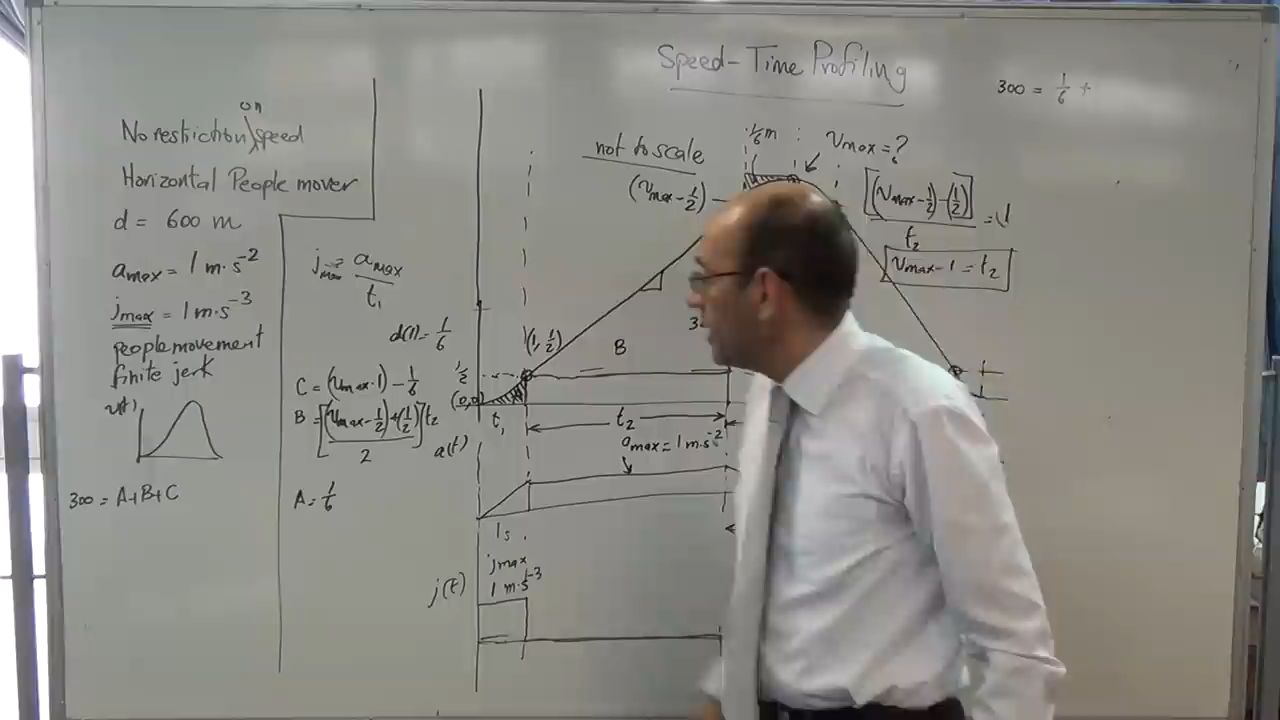 Speed-Time Profiling
300 = 1/6 +
No restriction on speed
Horizontal People mover
d = 600 m
amax = 1 m·s^-2
jmax = 1 m·s^-3
people movement
finite jerk
v(t)
300 = A+B+C
jmax = amax/t1
d(1) = 1/6
C = (vmax·1) - 1/6
B = [((vmax - 1/2) + (1/2))/2] t2
A = 1/6
not to scale
1/6 m
vmax = ?
(vmax - 1/2)
[(vmax - 1/2) - (1/2)]/t2 = 1
vmax - 1 = t2
(1, 1/2)
B
1/2
(0,0)
t1
t2
a(t)
amax = 1 m·s^-2
1s
jmax
1 m·s^-3
j(t)